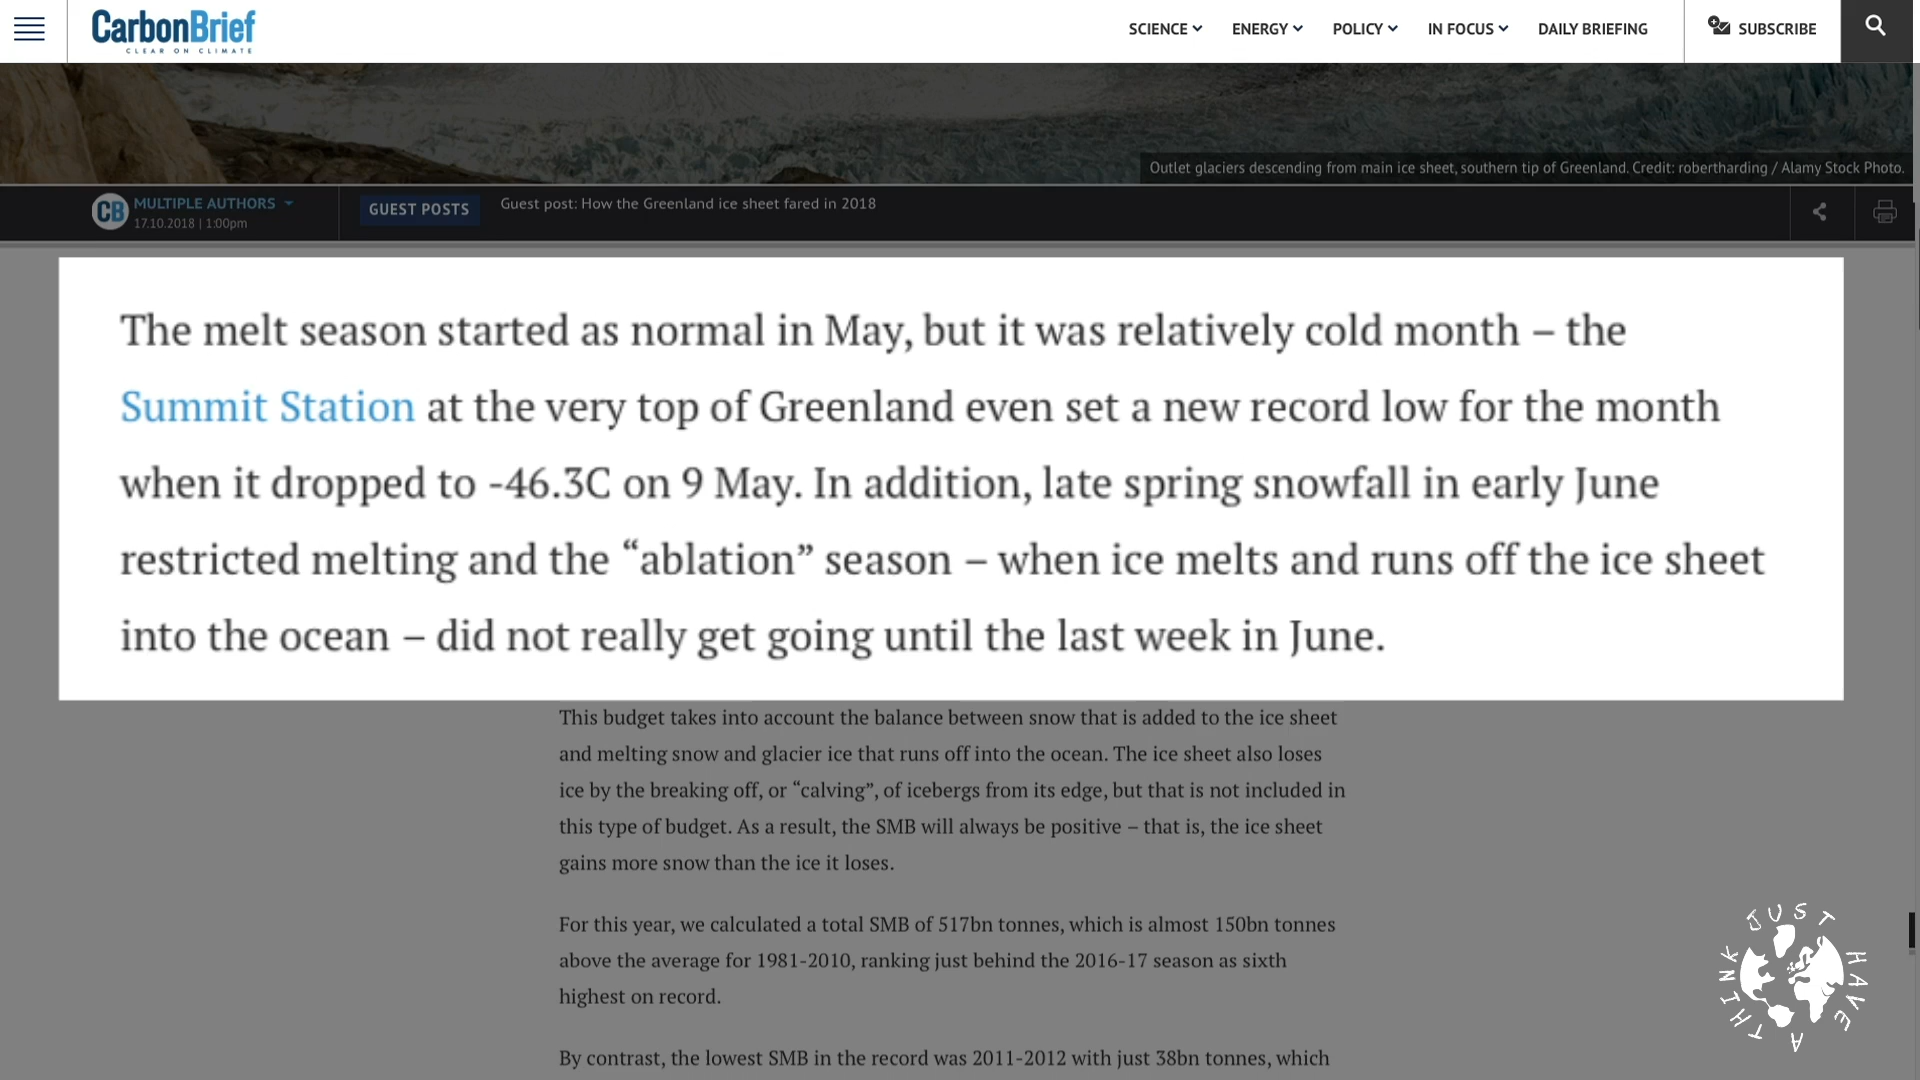 CarbonBrief
CLEAR ON CLIMATE
SCIENCE
ENERGY
POLICY
IN FOCUS
DAILY BRIEFING
SUBSCRIBE
Outlet glaciers descending from main ice sheet, southern tip of Greenland. Credit: robertharding / Alamy Stock Photo.
CB
MULTIPLE AUTHORS
17.10.2018 | 1:00pm
GUEST POSTS
Guest post: How the Greenland ice sheet fared in 2018
The melt season started as normal in May, but it was relatively cold month – the
Summit Station at the very top of Greenland even set a new record low for the month
when it dropped to -46.3C on 9 May. In addition, late spring snowfall in early June
restricted melting and the “ablation” season – when ice melts and runs off the ice sheet
into the ocean – did not really get going until the last week in June.
This budget takes into account the balance between snow that is added to the ice sheet
and melting snow and glacier ice that runs off into the ocean. The ice sheet also loses
ice by the breaking off, or “calving”, of icebergs from its edge, but that is not included in
this type of budget. As a result, the SMB will always be positive – that is, the ice sheet
gains more snow than the ice it loses.
For this year, we calculated a total SMB of 517bn tonnes, which is almost 150bn tonnes
above the average for 1981-2010, ranking just behind the 2016-17 season as sixth
highest on record.
By contrast, the lowest SMB in the record was 2011-2012 with just 38bn tonnes, which
JUST HAVE A THINK